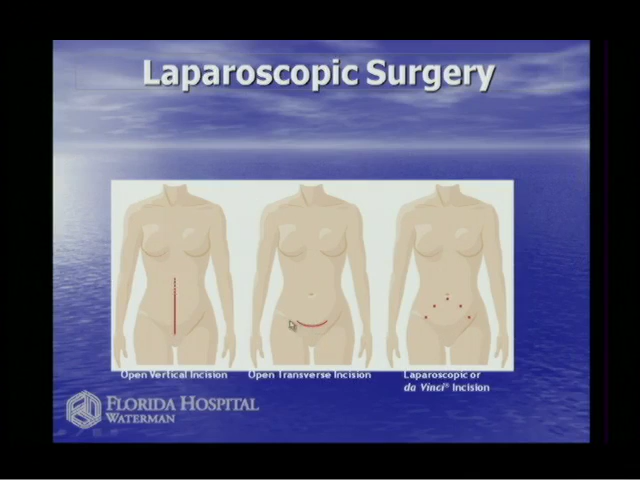 Laparoscopic Surgery
Open Vertical Incision
Open Transverse Incision
Laparoscopic or
da Vinci® Incision
FLORIDA HOSPITAL
WATERMAN